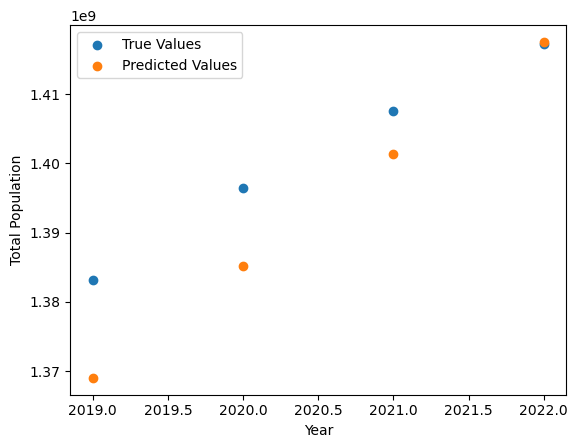 1e9
True Values
Predicted Values
1.41
1.40
1.39
1.38
1.37
Total Population
2019.0 2019.5 2020.0 2020.5 2021.0 2021.5 2022.0
Year